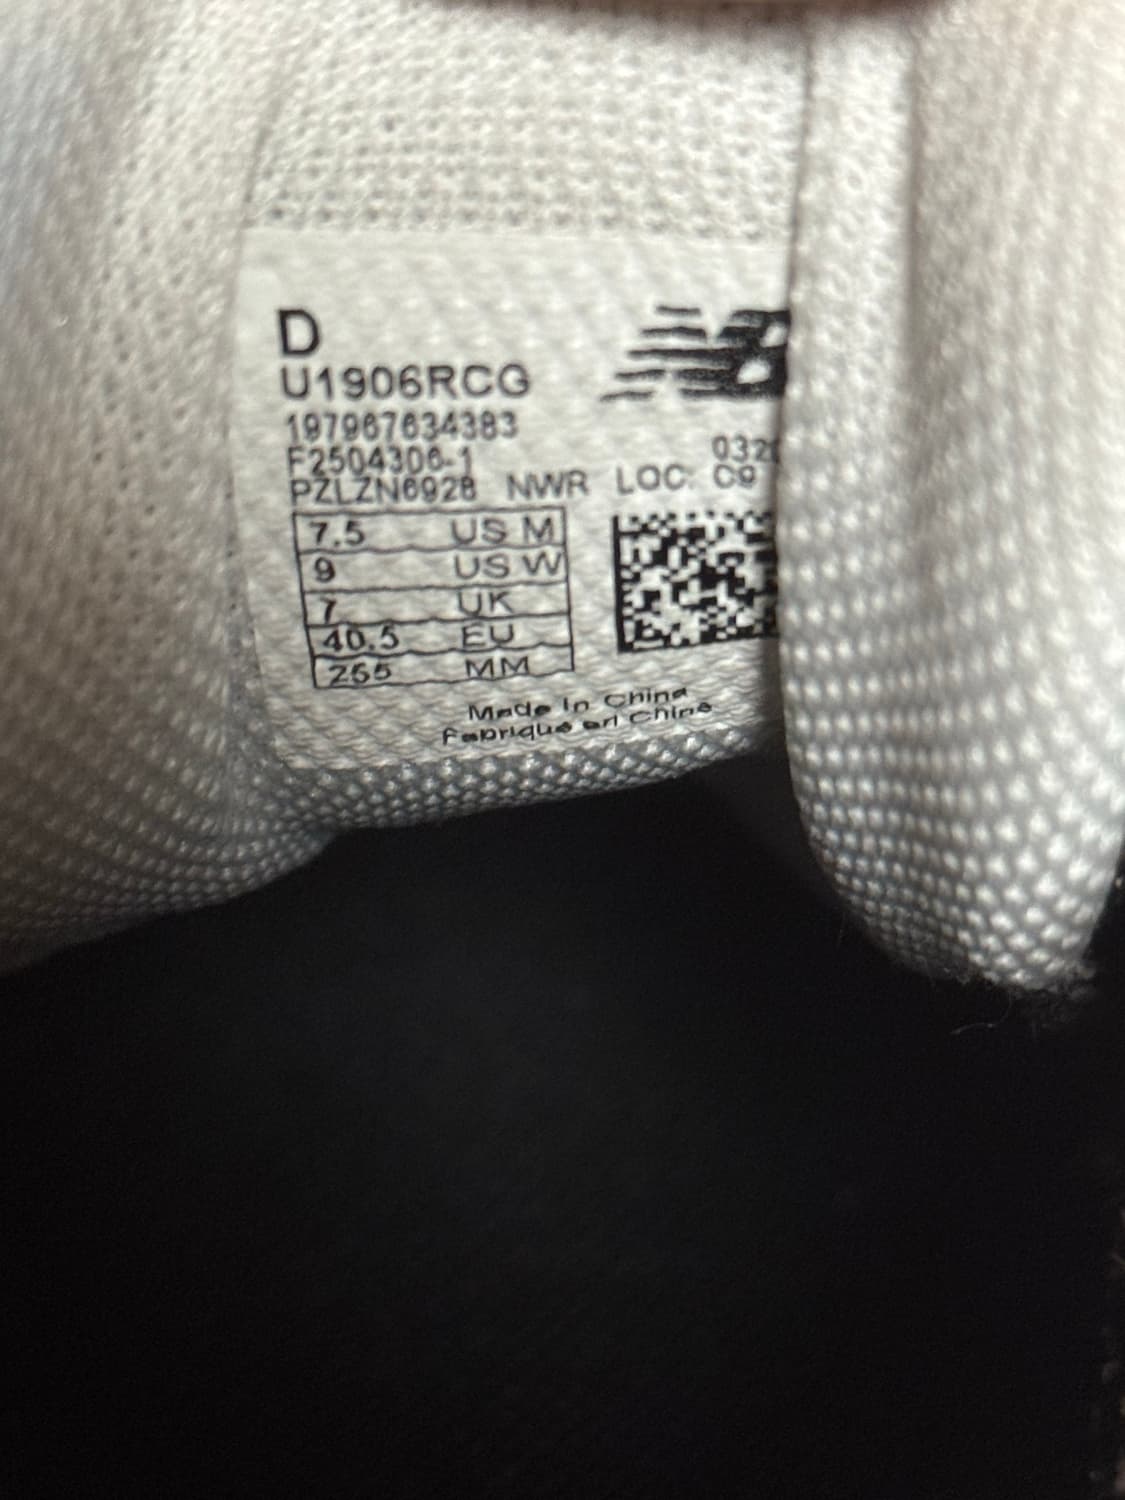 D
U1906RCG
197967634383
F2504306-1
PZLZN6928 NWR LOC: C9
7.5 US M
9 US W
7 UK
40.5 EU
255 MM
Made in China
Fabriqué en Chine